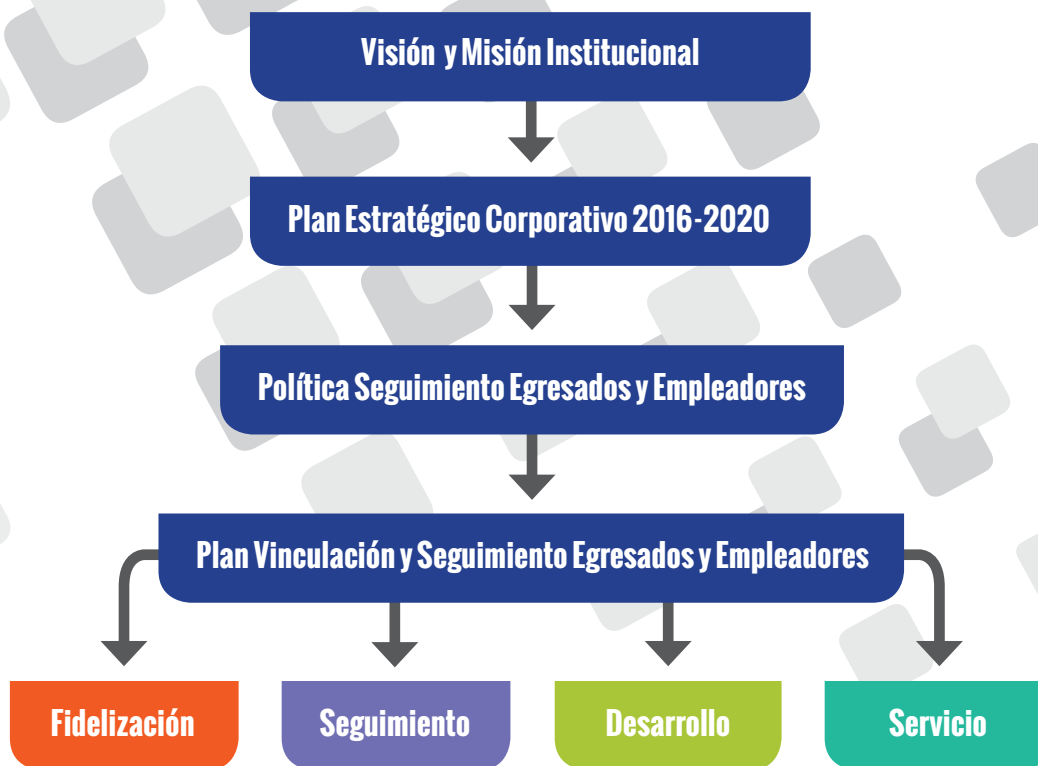 Visión y Misión Institucional
Plan Estratégico Corporativo 2016-2020
Política Seguimiento Egresados y Empleadores
Plan Vinculación y Seguimiento Egresados y Empleadores
Fidelización
Seguimiento
Desarrollo
Servicio